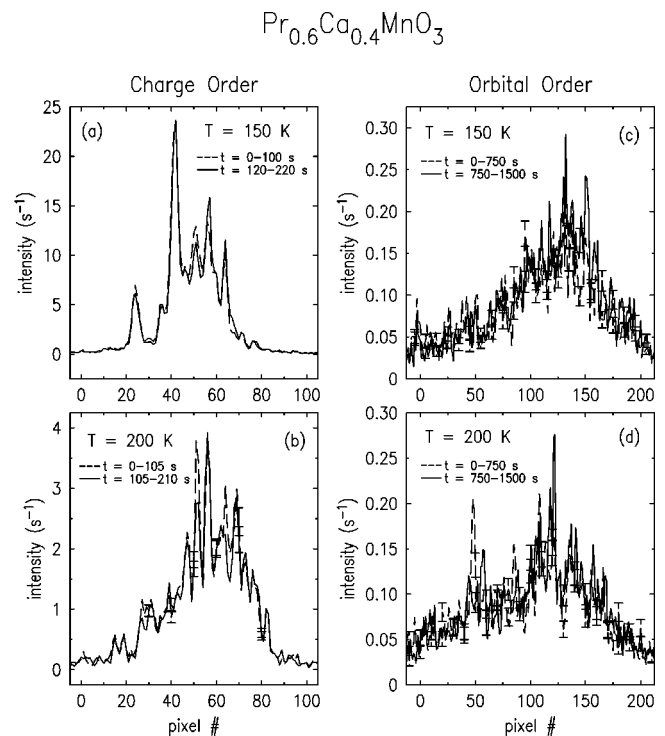 Pr0.6Ca0.4MnO3
Charge Order
Orbital Order
(a)
T = 150 K
t = 0−100 s
120−220 s
intensity (s−1)
25
20
15
10
5
0
0 20 40 60 80 100
T = 150 K
(c)
t = 0−750 s
t = 750−1500 s
intensity (s−1)
0.30
0.25
0.20
0.15
0.10
0.05
0.00
0 50 100 150 200
T = 200 K
(b)
t = 0−105 s
t = 105−210 s
intensity (s−1)
4
3
2
1
0
0 20 40 60 80 100
pixel #
T = 200 K
(d)
t = 0−750 s
t = 750−1500 s
intensity (s−1)
0.30
0.25
0.20
0.15
0.10
0.05
0.00
0 50 100 150 200
pixel #